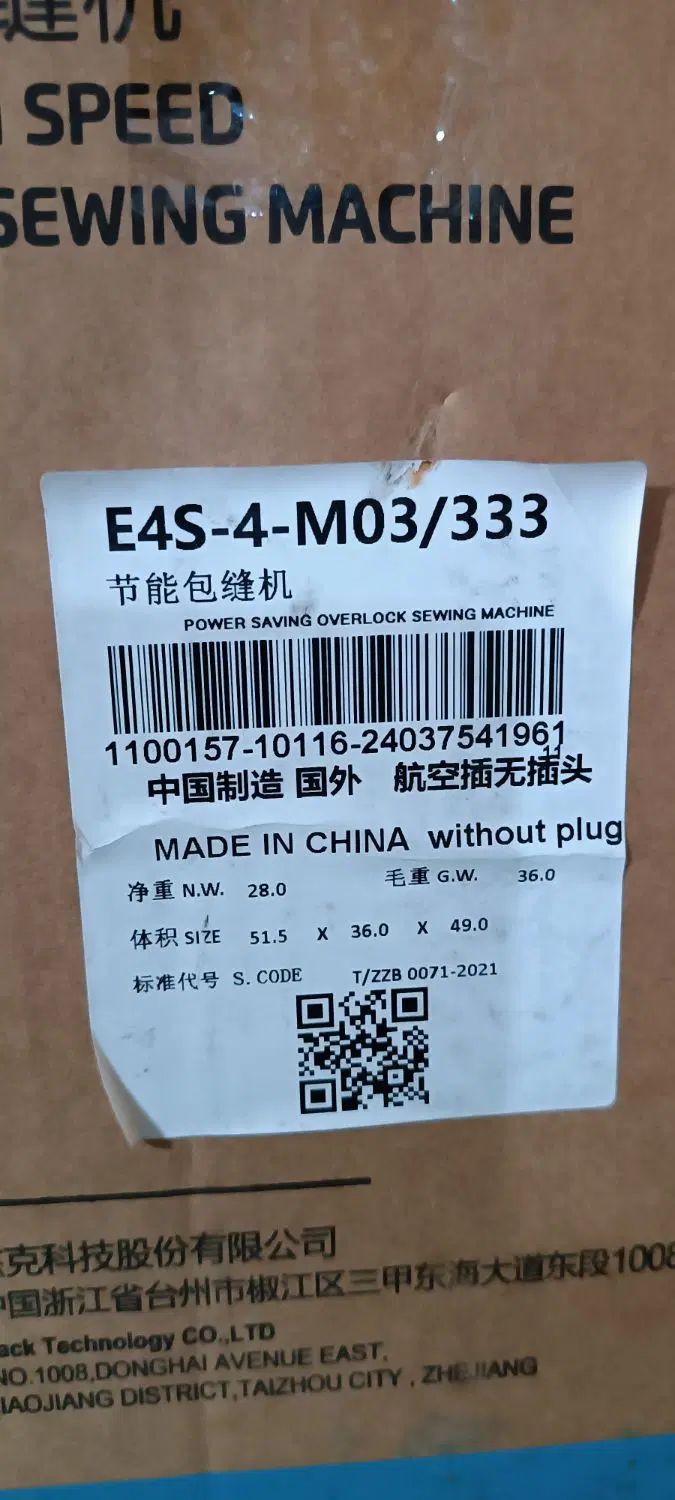 缝机
SPEED
SEWING MACHINE
E4S-4-M03/333
节能包缝机
POWER SAVING OVERLOCK SEWING MACHINE
1100157-10116-24037541961
11
中国制造 国外 航空插无插头
MADE IN CHINA without plug
净重 N.W. 28.0 毛重 G.W. 36.0
体积 SIZE 51.5 X 36.0 X 49.0
标准代号 S. CODE T/ZZB 0071-2021
克科技股份有限公司
中国浙江省台州市椒江区三甲东海大道东段1008
ack Technology CO.,LTD
NO.1008,DONGHAI AVENUE EAST,
IAOJIANG DISTRICT,TAIZHOU CITY , ZHEJIANG